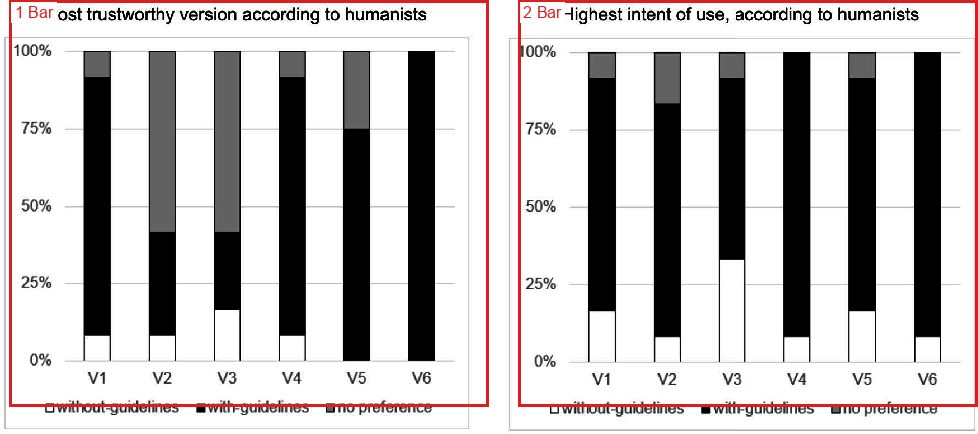 1 Bar ost trustworthy version according to humanists
100%
75%
50%
25%
0%
V1 V2 V3 V4 V5 V6
without-guidelines with-guidelines no preference
2 Bar Highest intent of use, according to humanists
100%
75%
50%
25%
0%
V1 V2 V3 V4 V5 V6
without-guidelines with-guidelines no preference